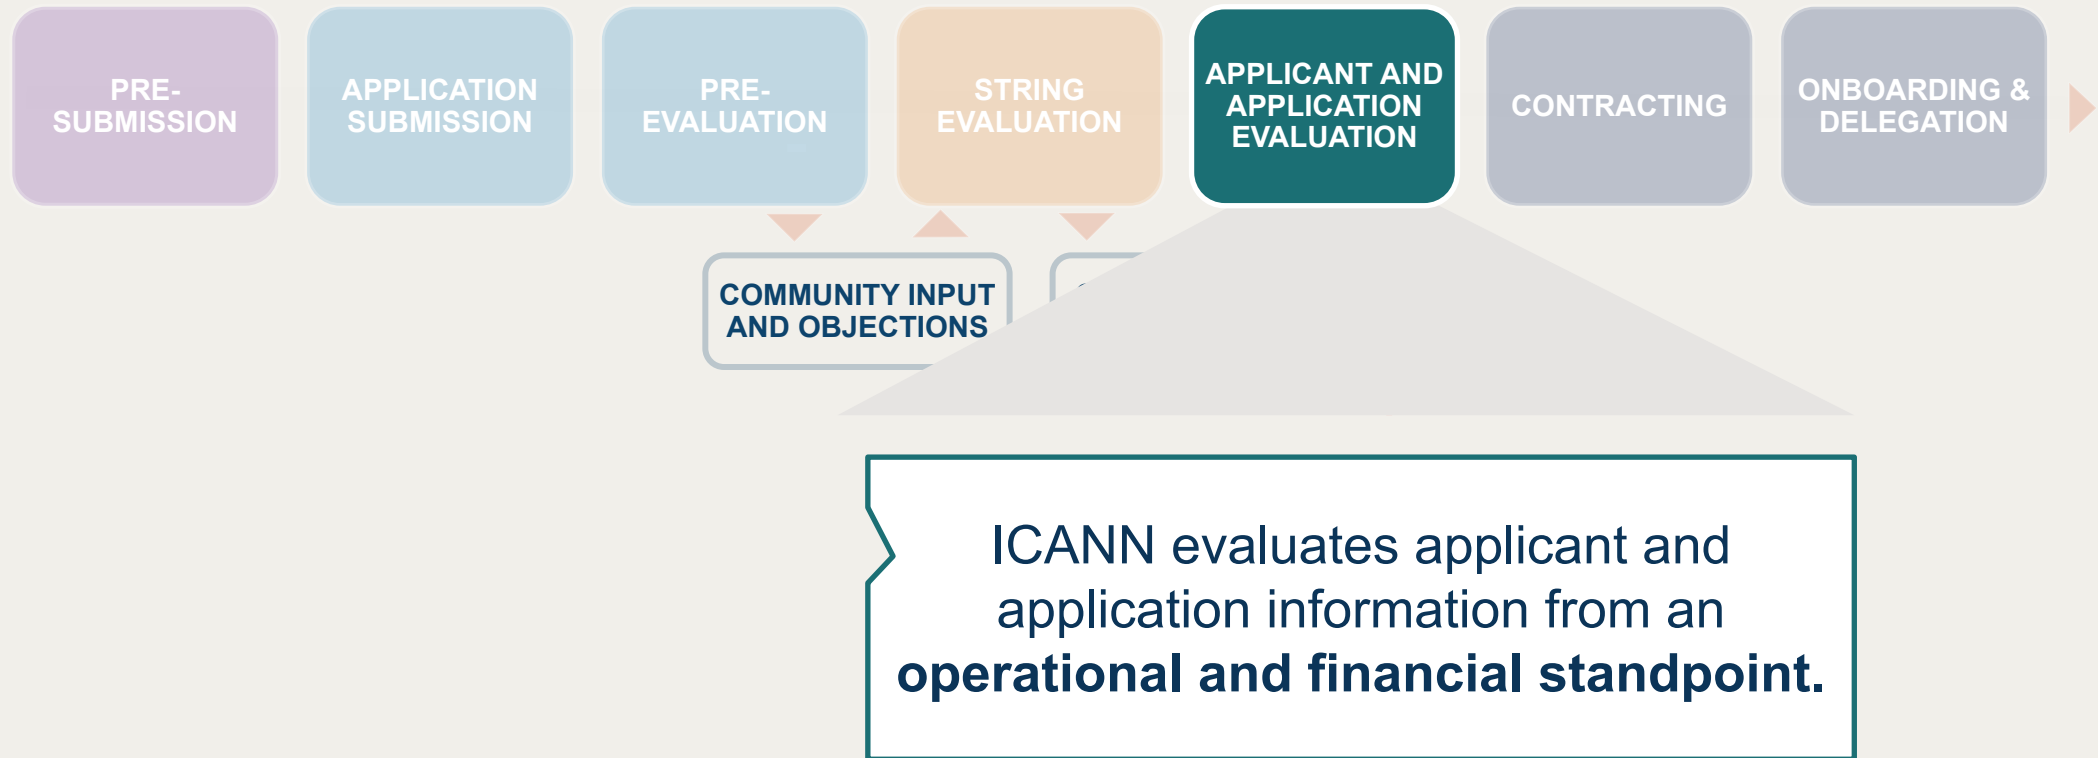 PRE-
SUBMISSION
APPLICATION
SUBMISSION
PRE-
EVALUATION
STRING
EVALUATION
APPLICANT AND
APPLICATION
EVALUATION
CONTRACTING
ONBOARDING &
DELEGATION
COMMUNITY INPUT
AND OBJECTIONS
ICANN evaluates applicant and
application information from an
operational and financial standpoint.